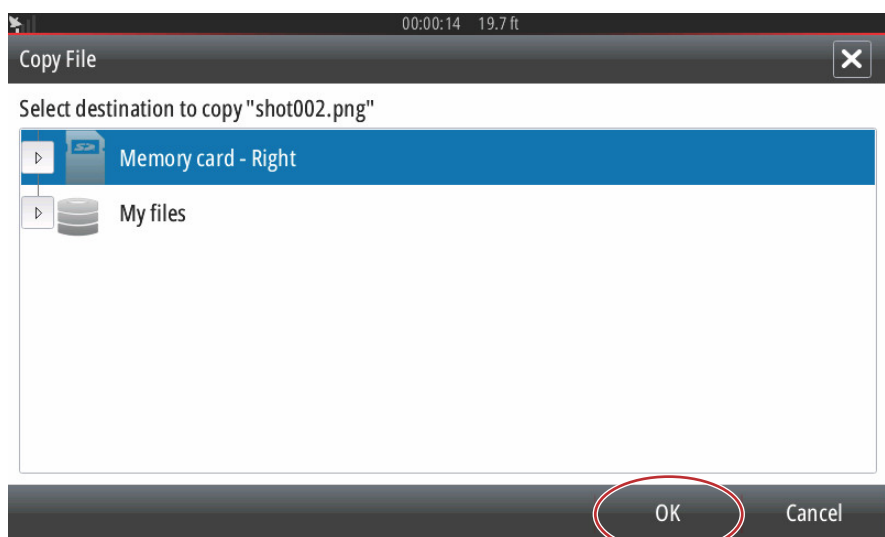 00:00:14 19.7 ft
Copy File
Select destination to copy "shot002.png"
Memory card - Right
My files
OK Cancel